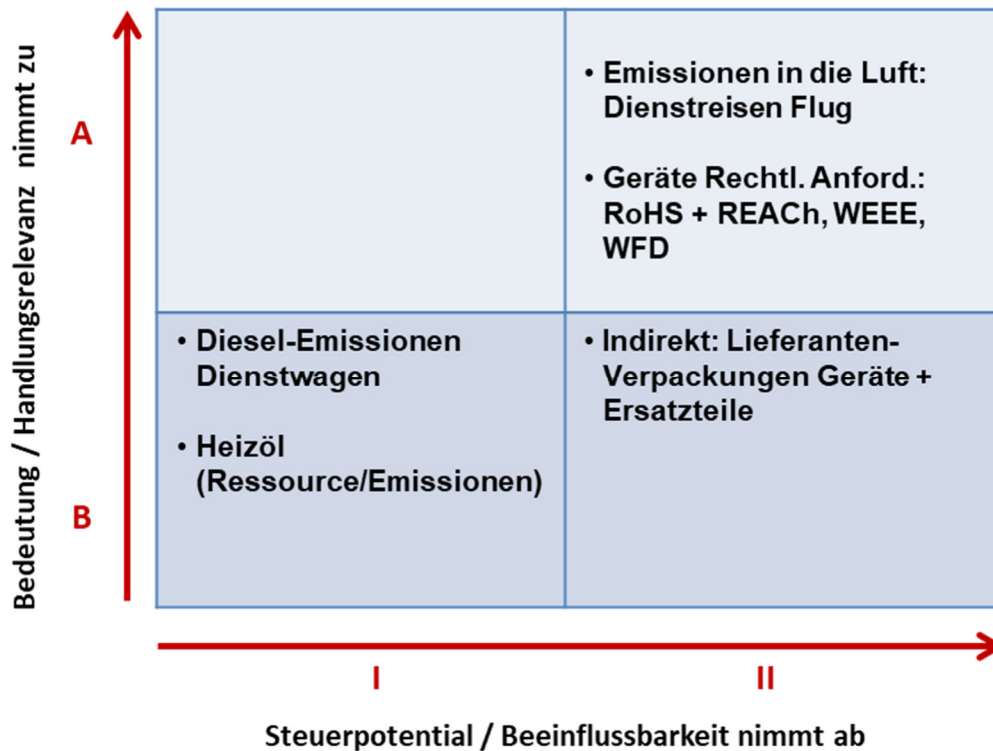 Bedeutung / Handlungsrelevanz nimmt zu
A
• Emissionen in die Luft:
Dienstreisen Flug
• Geräte Rechtl. Anford.:
RoHS + REACh, WEEE,
WFD
B
• Diesel-Emissionen
Dienstwagen
• Heizöl
(Ressource/Emissionen)
• Indirekt: Lieferanten-
Verpackungen Geräte +
Ersatzteile
I
II
Steuerpotential / Beeinflussbarkeit nimmt ab